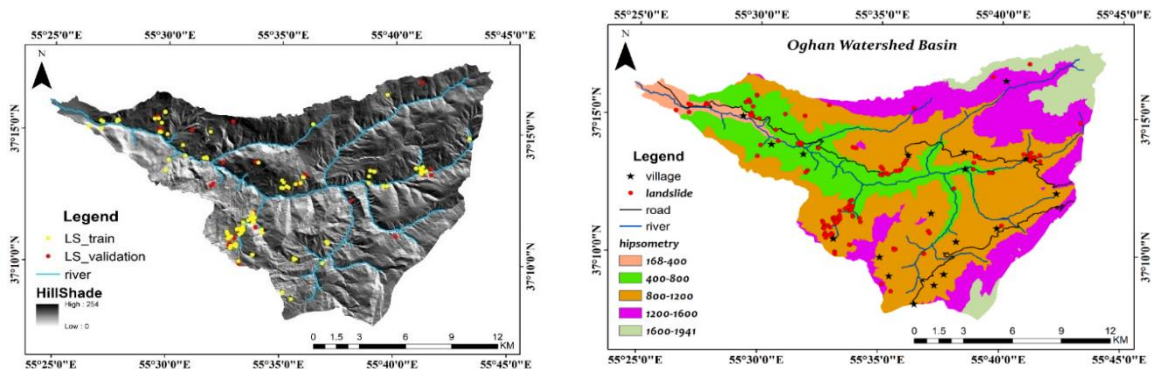 55°25'0"E 55°30'0"E 55°35'0"E 55°40'0"E 55°45'0"E
N
37°15'0"N
37°10'0"N
37°15'0"N
37°10'0"N
Legend
LS_train
LS_validation
river
HillShade
High : 254
Low : 0
0 1.5 3 6 9 12
KM
55°25'0"E 55°30'0"E 55°35'0"E 55°40'0"E 55°45'0"E
55°25'0"E 55°30'0"E 55°35'0"E 55°40'0"E 55°45'0"E
N
Oghan Watershed Basin
37°15'0"N
37°10'0"N
37°15'0"N
37°10'0"N
Legend
village
landslide
road
river
hipsometry
168-400
400-800
800-1200
1200-1600
1600-1941
0 1.5 3 6 9 12
KM
55°25'0"E 55°30'0"E 55°35'0"E 55°40'0"E 55°45'0"E